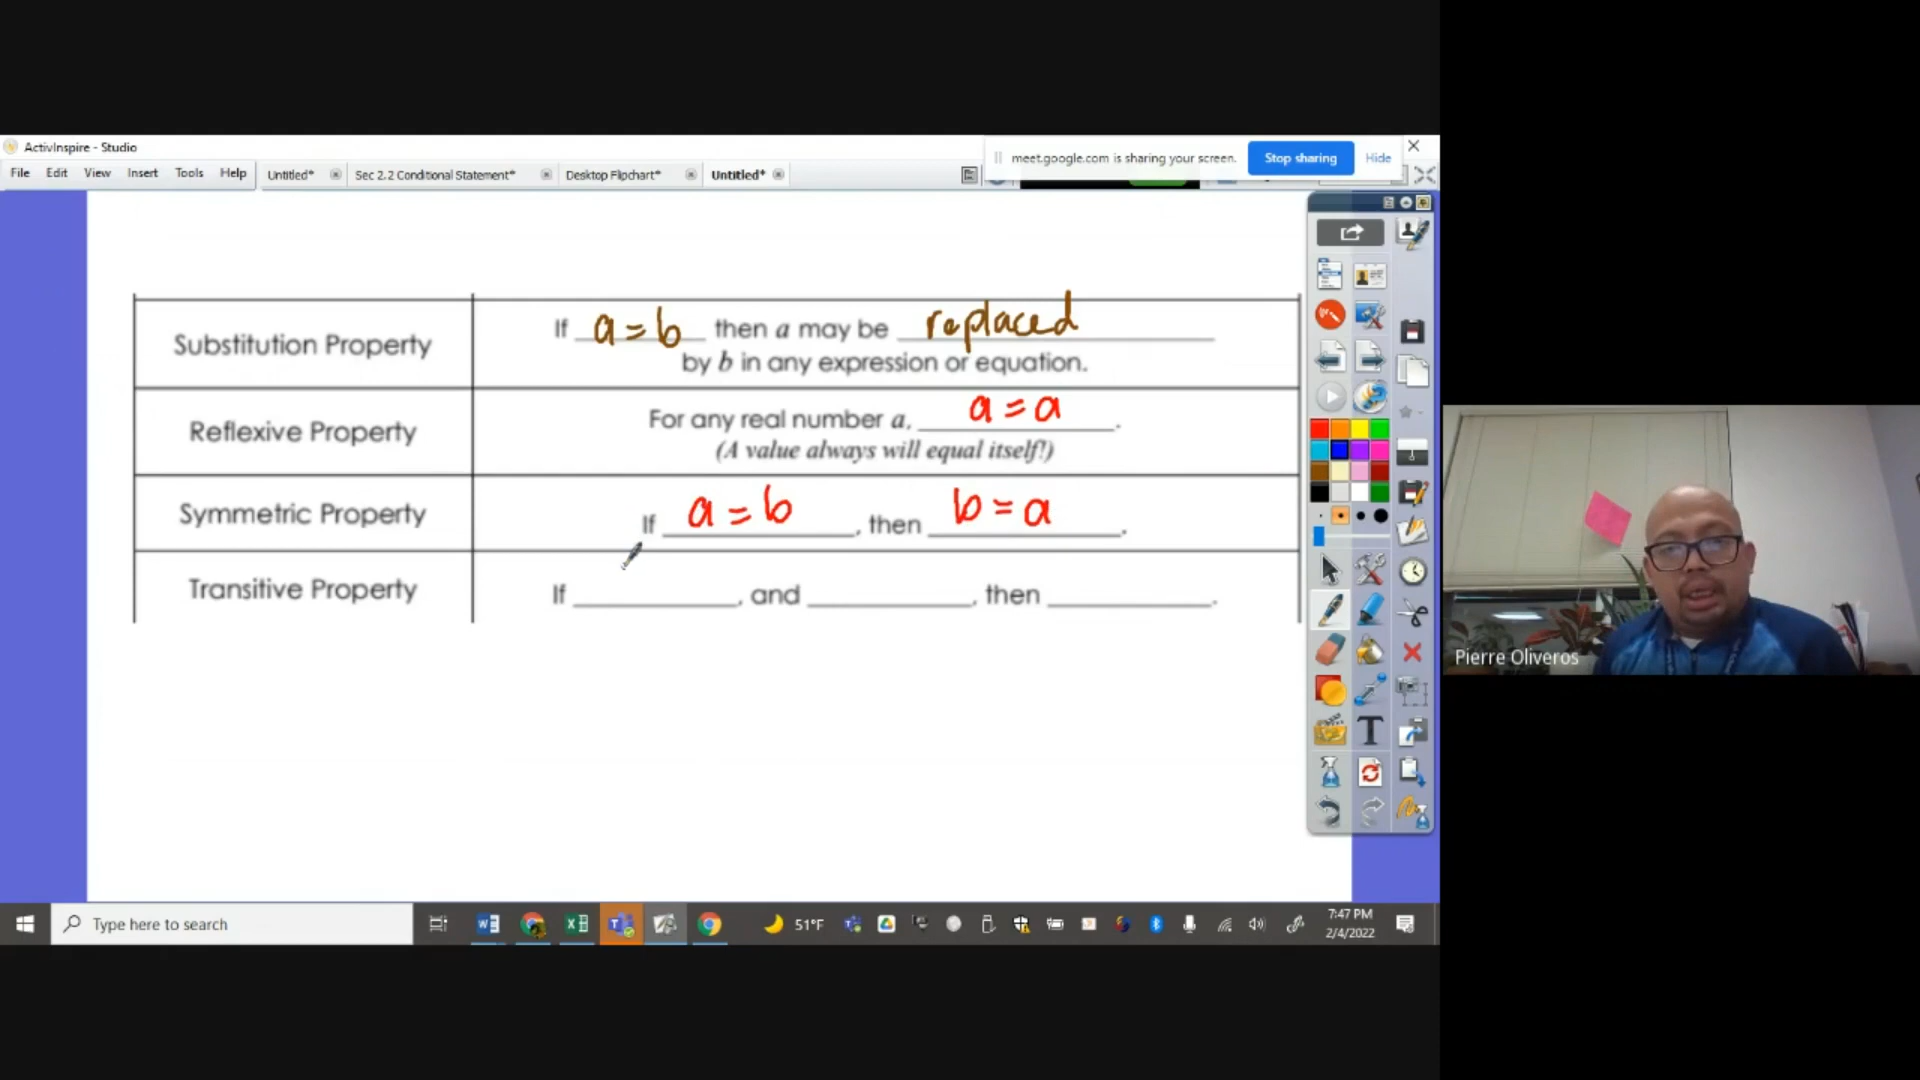 ActivInspire - Studio
meet.google.com is sharing your screen. Stop sharing Hide
File Edit View Insert Tools Help Untitled* Sec 2.2 Conditional Statement* Desktop Flipchart* Untitled*
Substitution Property
If a = b then a may be replaced
by b in any expression or equation.
Reflexive Property
For any real number a, a = a.
(A value always will equal itself!)
Symmetric Property
If a = b, then b = a.
Transitive Property
If ________, and ________, then ________.
Pierre Oliveros
Type here to search
51°F
7:47 PM
2/4/2022